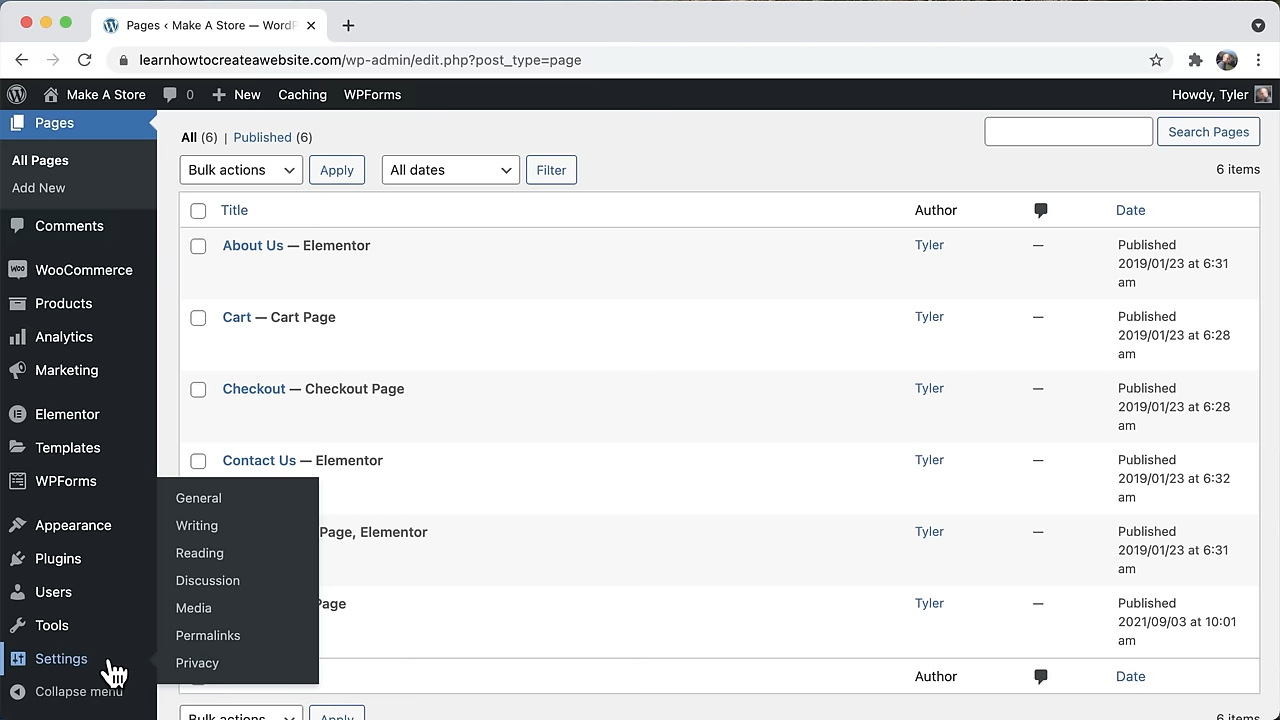 Pages ‹ Make A Store — WordP
learnhowtocreateawebsite.com/wp-admin/edit.php?post_type=page
Make A Store 0 New Caching WPForms Howdy, Tyler
Pages
All Pages
Add New
Comments
WooCommerce
Products
Analytics
Marketing
Elementor
Templates
WPForms
Appearance
Plugins
Users
Tools
Settings
Collapse menu
General
Writing
Reading
Discussion
Media
Permalinks
Privacy
All (6) | Published (6)
Search Pages
Bulk actions Apply All dates Filter 6 items
Title Author Date
About Us — Elementor Tyler — Published
2019/01/23 at 6:31
am
Cart — Cart Page Tyler — Published
2019/01/23 at 6:28
am
Checkout — Checkout Page Tyler — Published
2019/01/23 at 6:28
am
Contact Us — Elementor Tyler — Published
2019/01/23 at 6:32
am
Page, Elementor Tyler — Published
2019/01/23 at 6:31
am
Page Tyler — Published
2021/09/03 at 10:01
am
Author Date
Bulk actions Apply 6 items